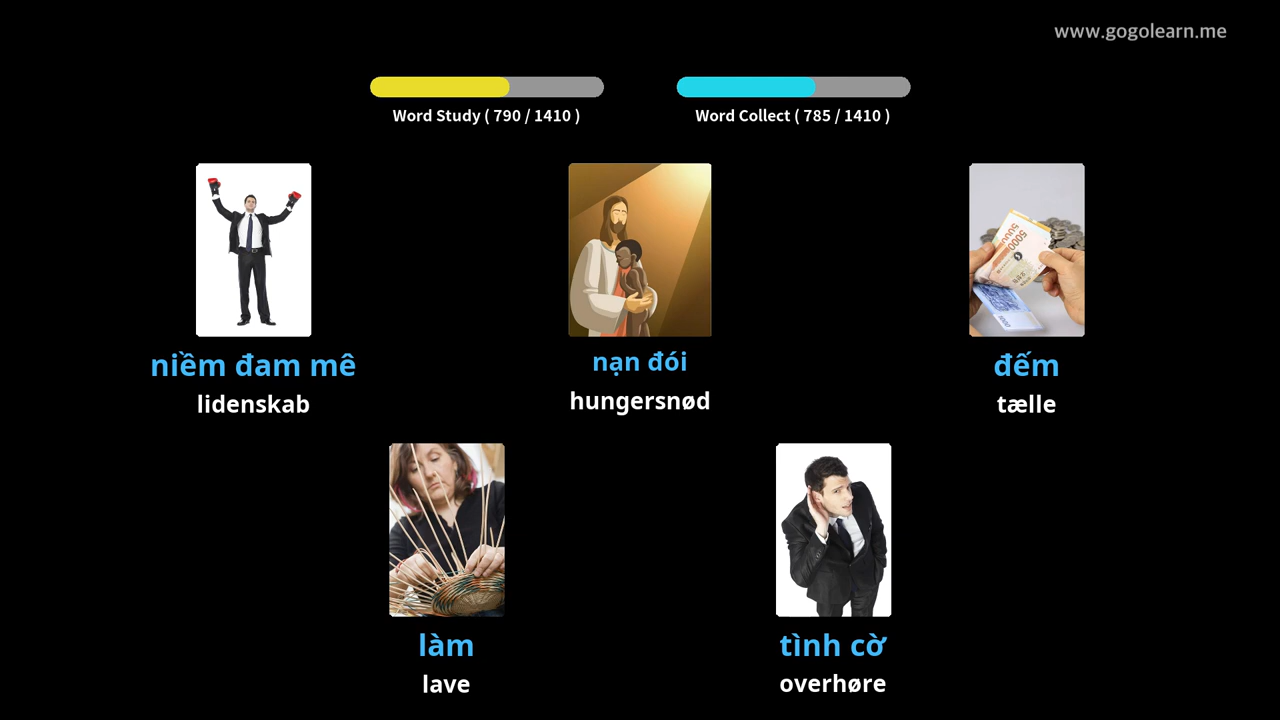 www.gogolearn.me
Word Study ( 790 / 1410 )
Word Collect ( 785 / 1410 )
niềm đam mê
lidenskab
nạn đói
hungersnød
đếm
tælle
làm
lave
tình cờ
overhøre